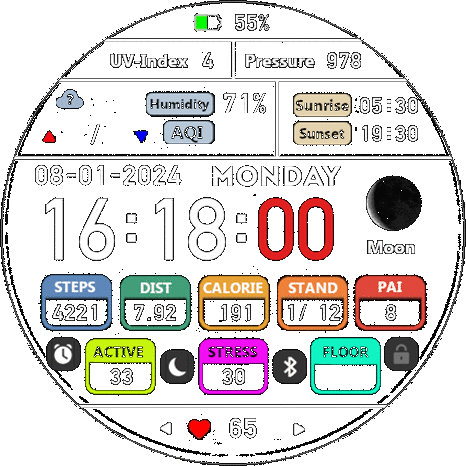 55%
UV-Index 4 Pressure 978
? Humidity 71% Sunrise 05:30
/ AQI Sunset 19:30
08-01-2024 MONDAY
16:18:00
Moon
STEPS DIST CALORIE STAND PAI
4221 7.92 191 1/ 12 8
ACTIVE STRESS FLOOR
33 30
65